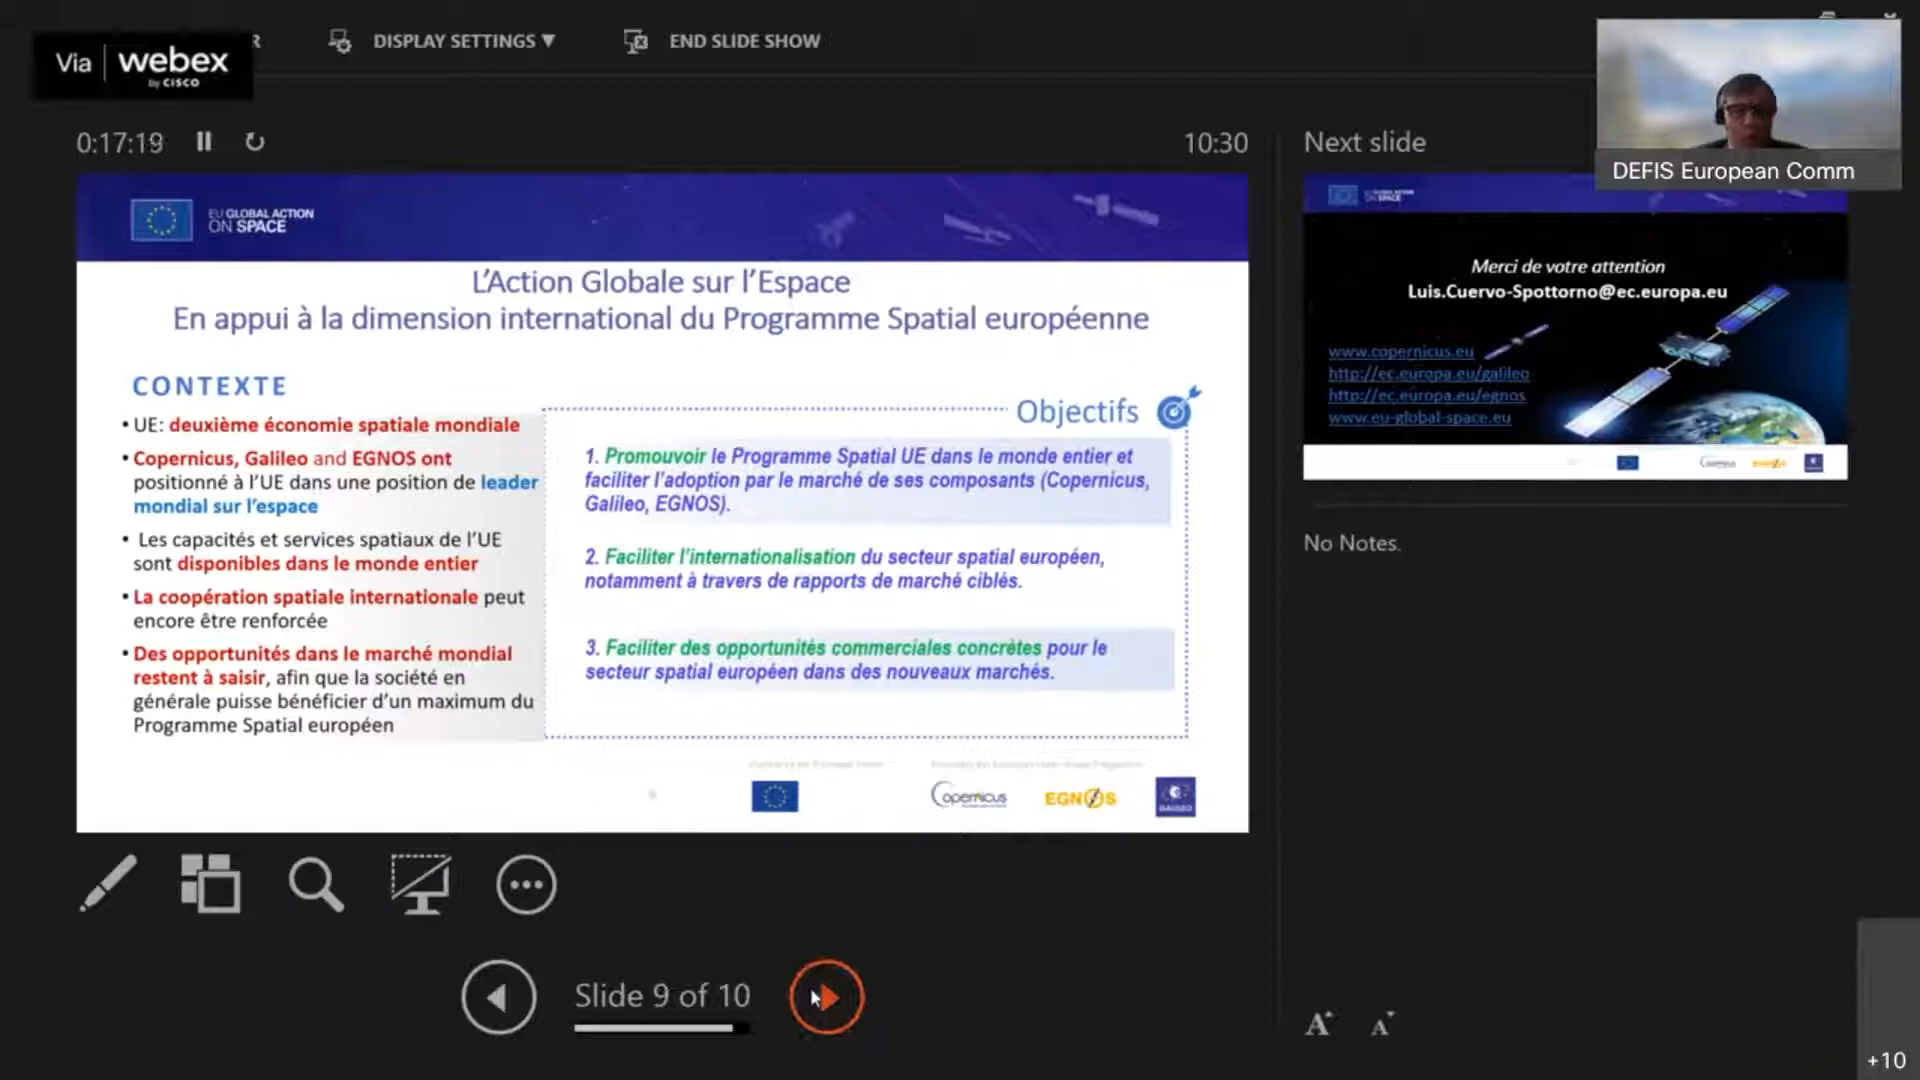 Via webex
by CISCO
R
DISPLAY SETTINGS ▼
END SLIDE SHOW
0:17:19
10:30
Next slide
DEFIS European Comm
EU GLOBAL ACTION
ON SPACE
L'Action Globale sur l'Espace
En appui à la dimension international du Programme Spatial européenne
CONTEXTE
• UE: deuxième économie spatiale mondiale
• Copernicus, Galileo and EGNOS ont
positionné à l'UE dans une position de leader
mondial sur l'espace
• Les capacités et services spatiaux de l'UE
sont disponibles dans le monde entier
• La coopération spatiale internationale peut
encore être renforcée
• Des opportunités dans le marché mondial
restent à saisir, afin que la société en
générale puisse bénéficier d'un maximum du
Programme Spatial européen
Objectifs
1. Promouvoir le Programme Spatial UE dans le monde entier et
faciliter l'adoption par le marché de ses composants (Copernicus,
Galileo, EGNOS).
2. Faciliter l'internationalisation du secteur spatial européen,
notamment à travers de rapports de marché ciblés.
3. Faciliter des opportunités commerciales concrètes pour le
secteur spatial européen dans des nouveaux marchés.
Copernicus
EGNOS
GALILEO
Merci de votre attention
Luis.Cuervo-Spottorno@ec.europa.eu
www.copernicus.eu
http://ec.europa.eu/galileo
http://ec.europa.eu/egnos
www.eu-global-space.eu
No Notes.
Slide 9 of 10
A A
+10